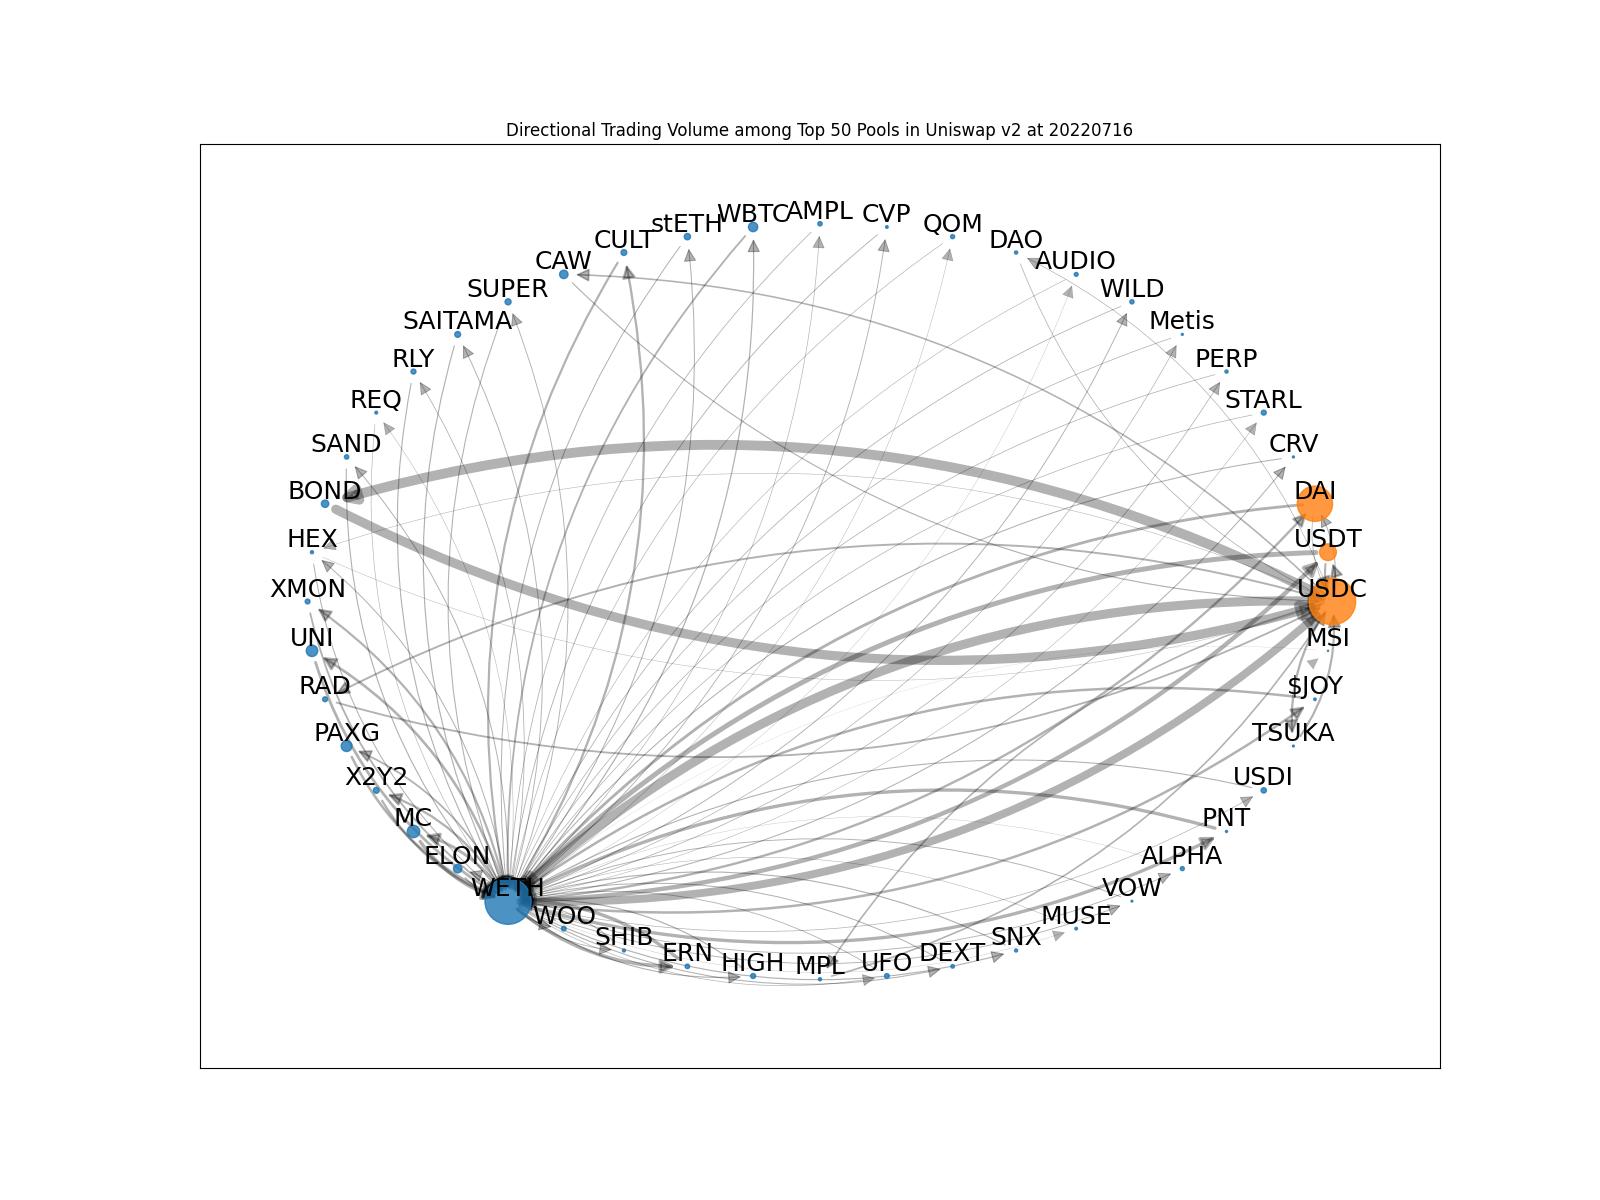 Directional Trading Volume among Top 50 Pools in Uniswap v2 at 20220716
WBTC
AMPL
CVP
stETH
QOM
CULT
DAO
CAW
AUDIO
SUPER
WILD
SAITAMA
Metis
RLY
PERP
REQ
STARL
SAND
CRV
BOND
DAI
HEX
USDT
XMON
USDC
UNI
MSI
RAD
$JOY
PAXG
TSUKA
X2Y2
USDI
MC
PNT
ELON
ALPHA
WETH
VOW
WOO
MUSE
SHIB
SNX
ERN
DEXT
HIGH
MPL
UFO